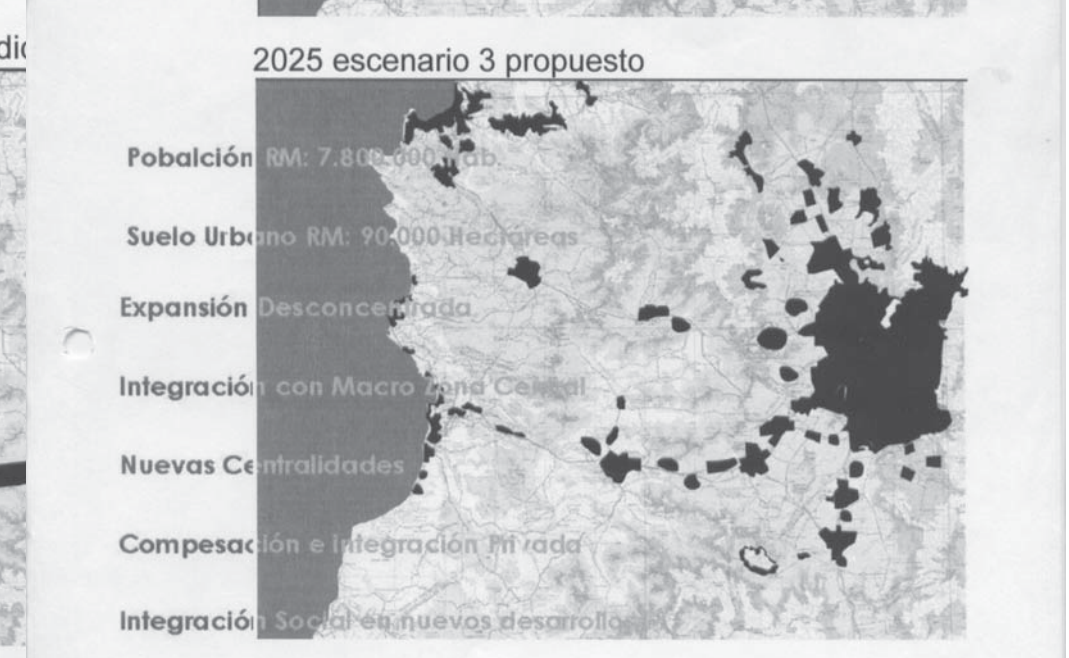 dic
2025 escenario 3 propuesto
Pobalción RM: 7.800.000 hab.
Suelo Urbano RM: 90.000 Hectáreas
Expansión Desconcentrada
Integración con Macro Zona Central
Nuevas Centralidades
Compesación e integración Privada
Integración Social en nuevos desarrollos